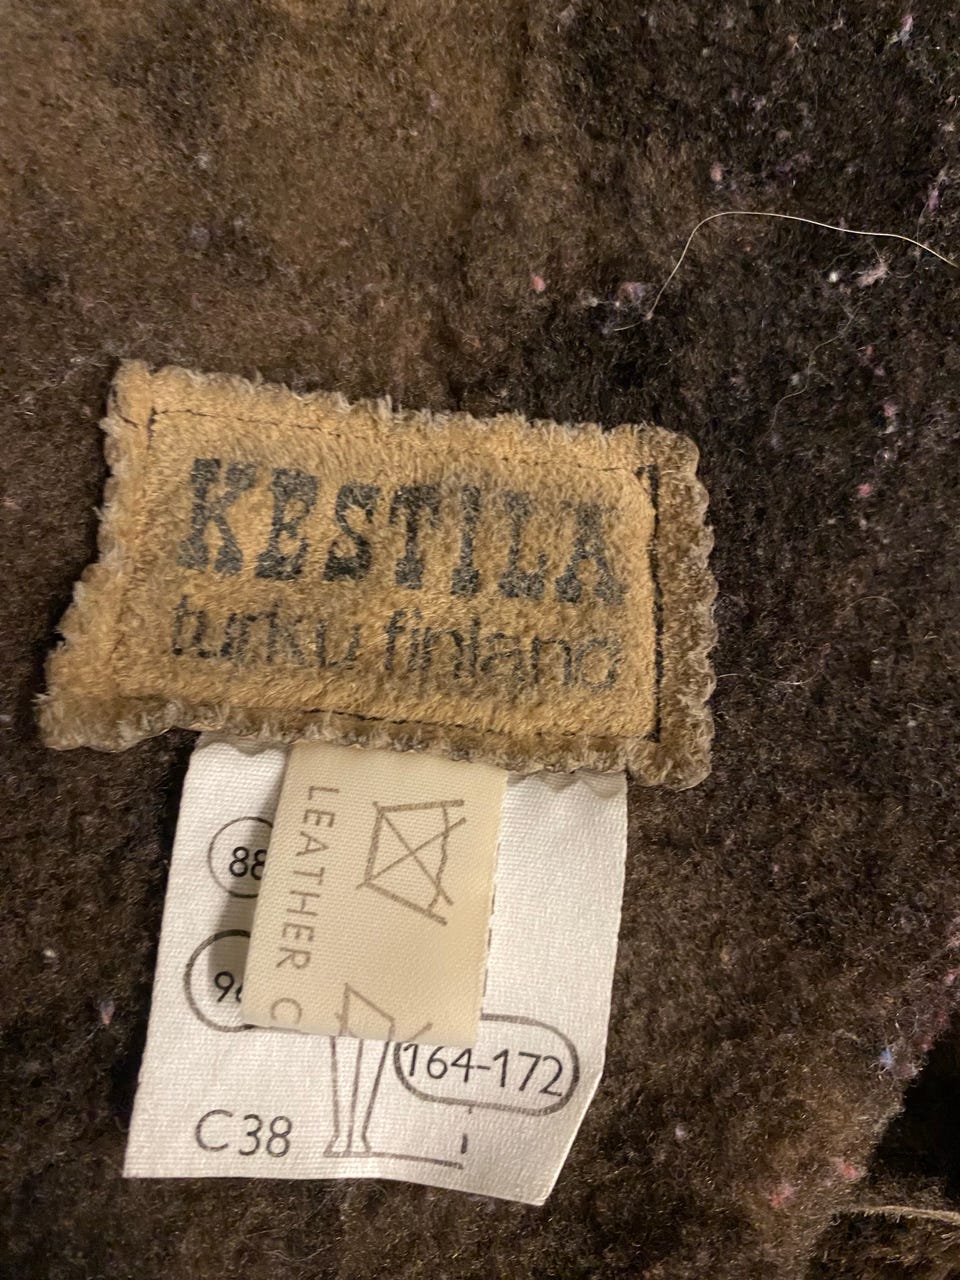 KESTILA
turku finland
LEATHER C
88
164-172
C38